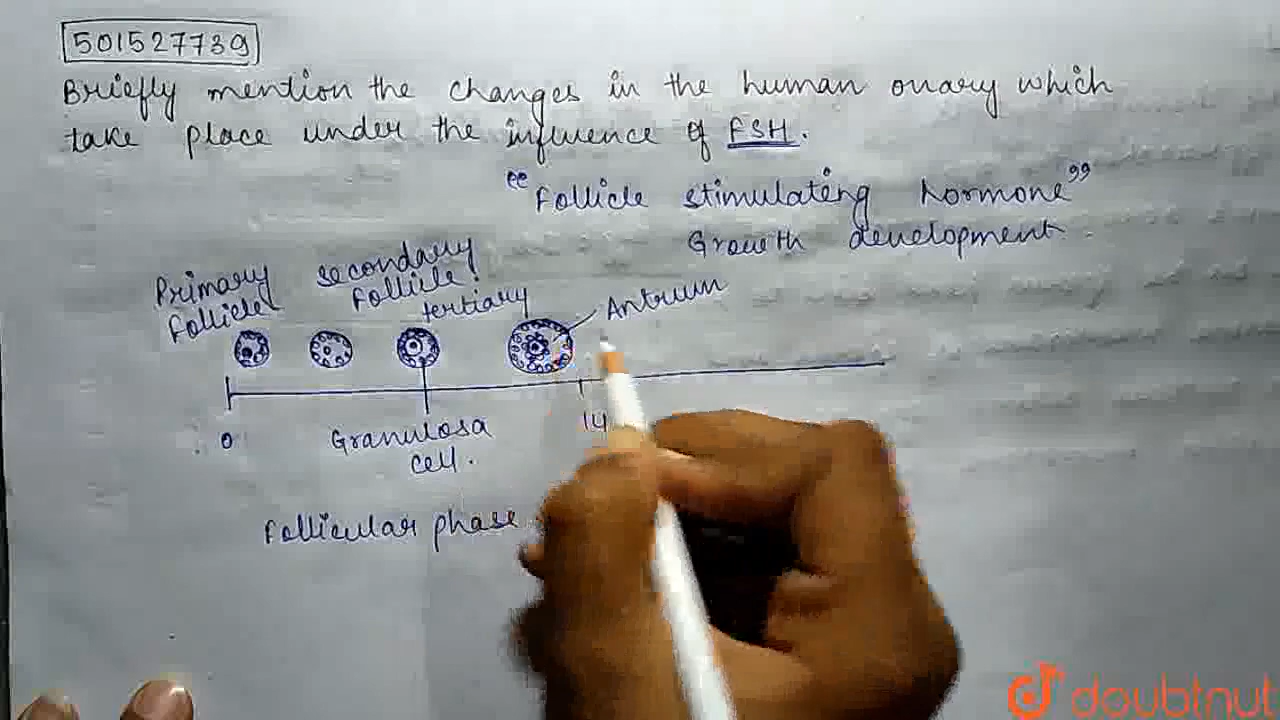 501527739
Briefly mention the changes in the human ovary which
take place under the influence of FSH.
"Follicle stimulating hormone"
Growth development
Primary
follicle
secondary
follicle
tertiary
Antrum
0
14
Granulosa
cell.
Follicular phase
doubtnut